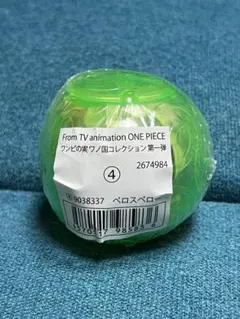 From TV animation ONE PIECE
ワンピの実ワノ国コレクション 第一弾
④
2674984
9038337 ペロスペロー